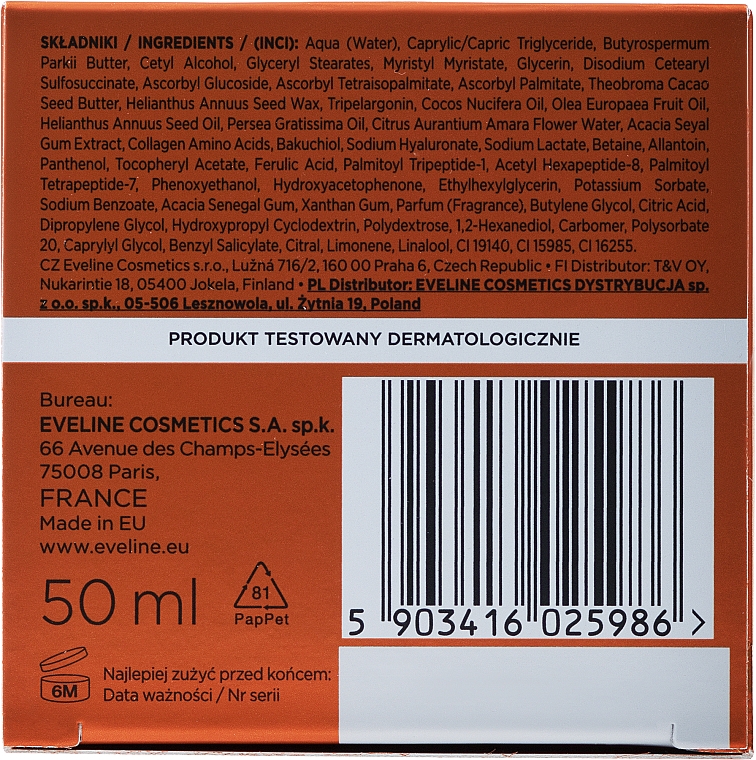 SKŁADNIKI / INGREDIENTS / (INCI): Aqua (Water), Caprylic/Capric Triglyceride, Butyrospermum
Parkii Butter, Cetyl Alcohol, Glyceryl Stearates, Myristyl Myristate, Glycerin, Disodium Cetearyl
Sulfosuccinate, Ascorbyl Glucoside, Ascorbyl Tetraisopalmitate, Ascorbyl Palmitate, Theobroma Cacao
Seed Butter, Helianthus Annuus Seed Wax, Tripelargonin, Cocos Nucifera Oil, Olea Europaea Fruit Oil,
Helianthus Annuus Seed Oil, Persea Gratissima Oil, Citrus Aurantium Amara Flower Water, Acacia Seyal
Gum Extract, Collagen Amino Acids, Bakuchiol, Sodium Hyaluronate, Sodium Lactate, Betaine, Allantoin,
Panthenol, Tocopheryl Acetate, Ferulic Acid, Palmitoyl Tripeptide-1, Acetyl Hexapeptide-8, Palmitoyl
Tetrapeptide-7, Phenoxyethanol, Hydroxyacetophenone, Ethylhexylglycerin, Potassium Sorbate,
Sodium Benzoate, Acacia Senegal Gum, Xanthan Gum, Parfum (Fragrance), Butylene Glycol, Citric Acid,
Dipropylene Glycol, Hydroxypropyl Cyclodextrin, Polydextrose, 1,2-Hexanediol, Carbomer, Polysorbate
20, Caprylyl Glycol, Benzyl Salicylate, Citral, Limonene, Linalool, CI 19140, CI 15985, CI 16255.
CZ Eveline Cosmetics s.r.o., Lužná 716/2, 160 00 Praha 6, Czech Republic • FI Distributor: T&V OY,
Nukarintie 18, 05400 Jokela, Finland • PL Distributor: EVELINE COSMETICS DYSTRYBUCJA sp.
z o.o. sp.k., 05-506 Lesznowola, ul. Żytnia 19, Poland
PRODUKT TESTOWANY DERMATOLOGICZNIE
Bureau:
EVELINE COSMETICS S.A. sp.k.
66 Avenue des Champs-Elysées
75008 Paris,
FRANCE
Made in EU
www.eveline.eu
50 ml
81
PapPet
5 903416 025986 >
6M
Najlepiej zużyć przed końcem:
Data ważności / Nr serii